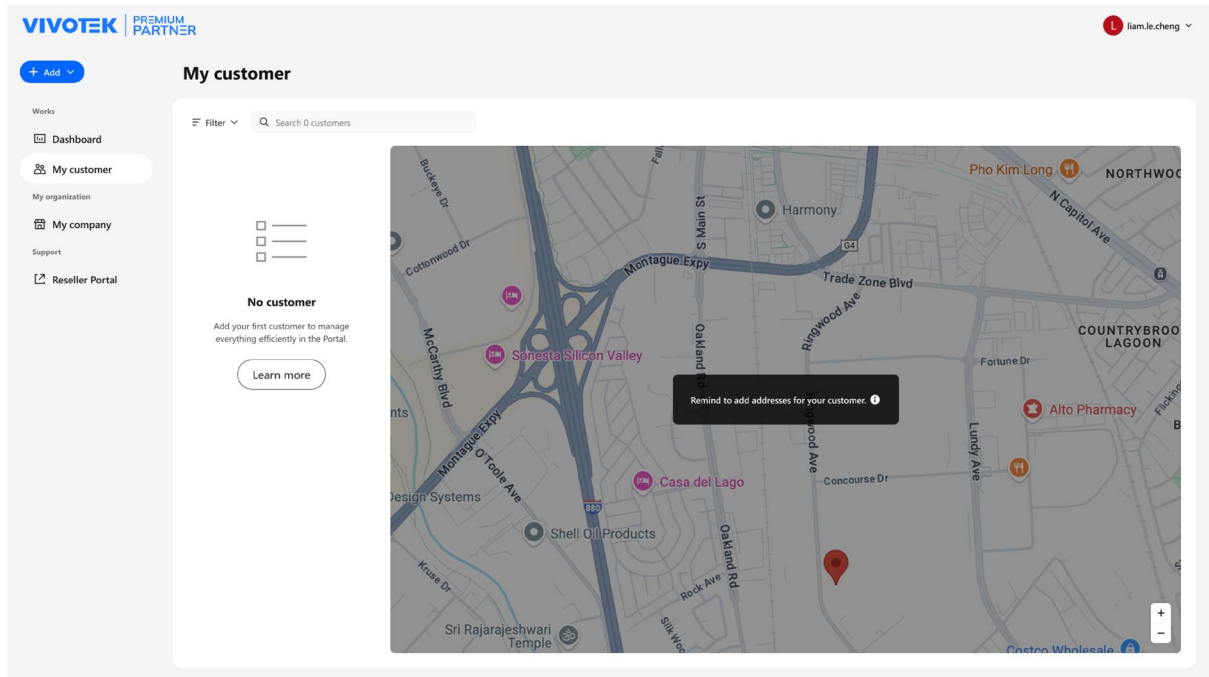 VIVOTEK
PREMIUM
PARTNER
L liam.le.cheng
+ Add
My customer
Works
Dashboard
My customer
My organization
My company
Support
Reseller Portal
Filter
Search 0 customers
No customer
Add your first customer to manage
everything efficiently in the Portal.
Learn more
Buckeye Dr
S Main St
Harmony
Pho Kim Long
NORTHWOO
N Capitol Ave
Cottonwood Dr
Montague Expy
G4
Trade Zone Blvd
Ringwood Ave
McCarthy Blvd
Sonesta Silicon Valley
Oakland Rd
COUNTRYBROO
LAGOON
Fortune Dr
Remind to add addresses for your customer.
Alto Pharmacy
nts
Montague Expy
O'Toole Ave
Ringwood Ave
Lundy Ave
Casa del Lago
Concourse Dr
Design Systems
880
Shell Oil Products
Oakland Rd
Kruse Dr
Rock Ave
Sri Rajarajeshwari
Temple
Costco Wholesale
+
−